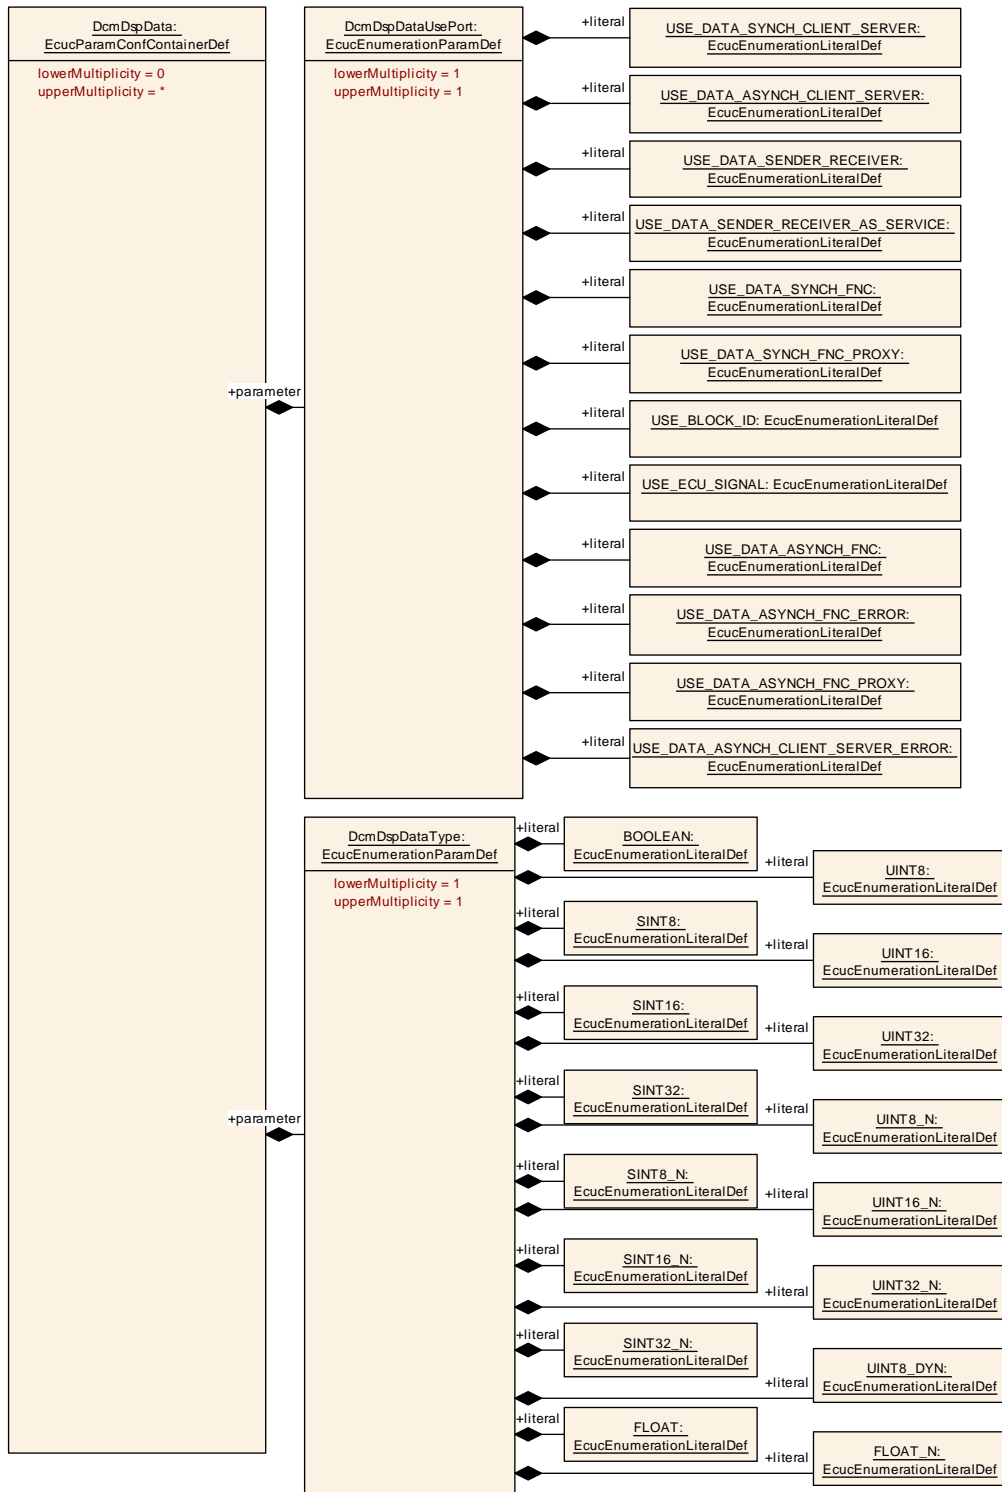 DcmDspData:
EcucParamConfContainerDef
lowerMultiplicity = 0
upperMultiplicity = *
+parameter
+parameter
DcmDspDataUsePort:
EcucEnumerationParamDef
lowerMultiplicity = 1
upperMultiplicity = 1
+literal
USE_DATA_SYNCH_CLIENT_SERVER:
EcucEnumerationLiteralDef
+literal
USE_DATA_ASYNCH_CLIENT_SERVER:
EcucEnumerationLiteralDef
+literal
USE_DATA_SENDER_RECEIVER:
EcucEnumerationLiteralDef
+literal
USE_DATA_SENDER_RECEIVER_AS_SERVICE:
EcucEnumerationLiteralDef
+literal
USE_DATA_SYNCH_FNC:
EcucEnumerationLiteralDef
+literal
USE_DATA_SYNCH_FNC_PROXY:
EcucEnumerationLiteralDef
+literal
USE_BLOCK_ID: EcucEnumerationLiteralDef
+literal
USE_ECU_SIGNAL: EcucEnumerationLiteralDef
+literal
USE_DATA_ASYNCH_FNC:
EcucEnumerationLiteralDef
+literal
USE_DATA_ASYNCH_FNC_ERROR:
EcucEnumerationLiteralDef
+literal
USE_DATA_ASYNCH_FNC_PROXY:
EcucEnumerationLiteralDef
+literal
USE_DATA_ASYNCH_CLIENT_SERVER_ERROR:
EcucEnumerationLiteralDef
DcmDspDataType:
EcucEnumerationParamDef
lowerMultiplicity = 1
upperMultiplicity = 1
+literal
BOOLEAN:
EcucEnumerationLiteralDef
+literal
UINT8:
EcucEnumerationLiteralDef
+literal
SINT8:
EcucEnumerationLiteralDef
+literal
UINT16:
EcucEnumerationLiteralDef
+literal
SINT16:
EcucEnumerationLiteralDef
+literal
UINT32:
EcucEnumerationLiteralDef
+literal
SINT32:
EcucEnumerationLiteralDef
+literal
UINT8_N:
EcucEnumerationLiteralDef
+literal
SINT8_N:
EcucEnumerationLiteralDef
+literal
UINT16_N:
EcucEnumerationLiteralDef
+literal
SINT16_N:
EcucEnumerationLiteralDef
+literal
UINT32_N:
EcucEnumerationLiteralDef
+literal
SINT32_N:
EcucEnumerationLiteralDef
+literal
UINT8_DYN:
EcucEnumerationLiteralDef
+literal
FLOAT:
EcucEnumerationLiteralDef
+literal
FLOAT_N:
EcucEnumerationLiteralDef